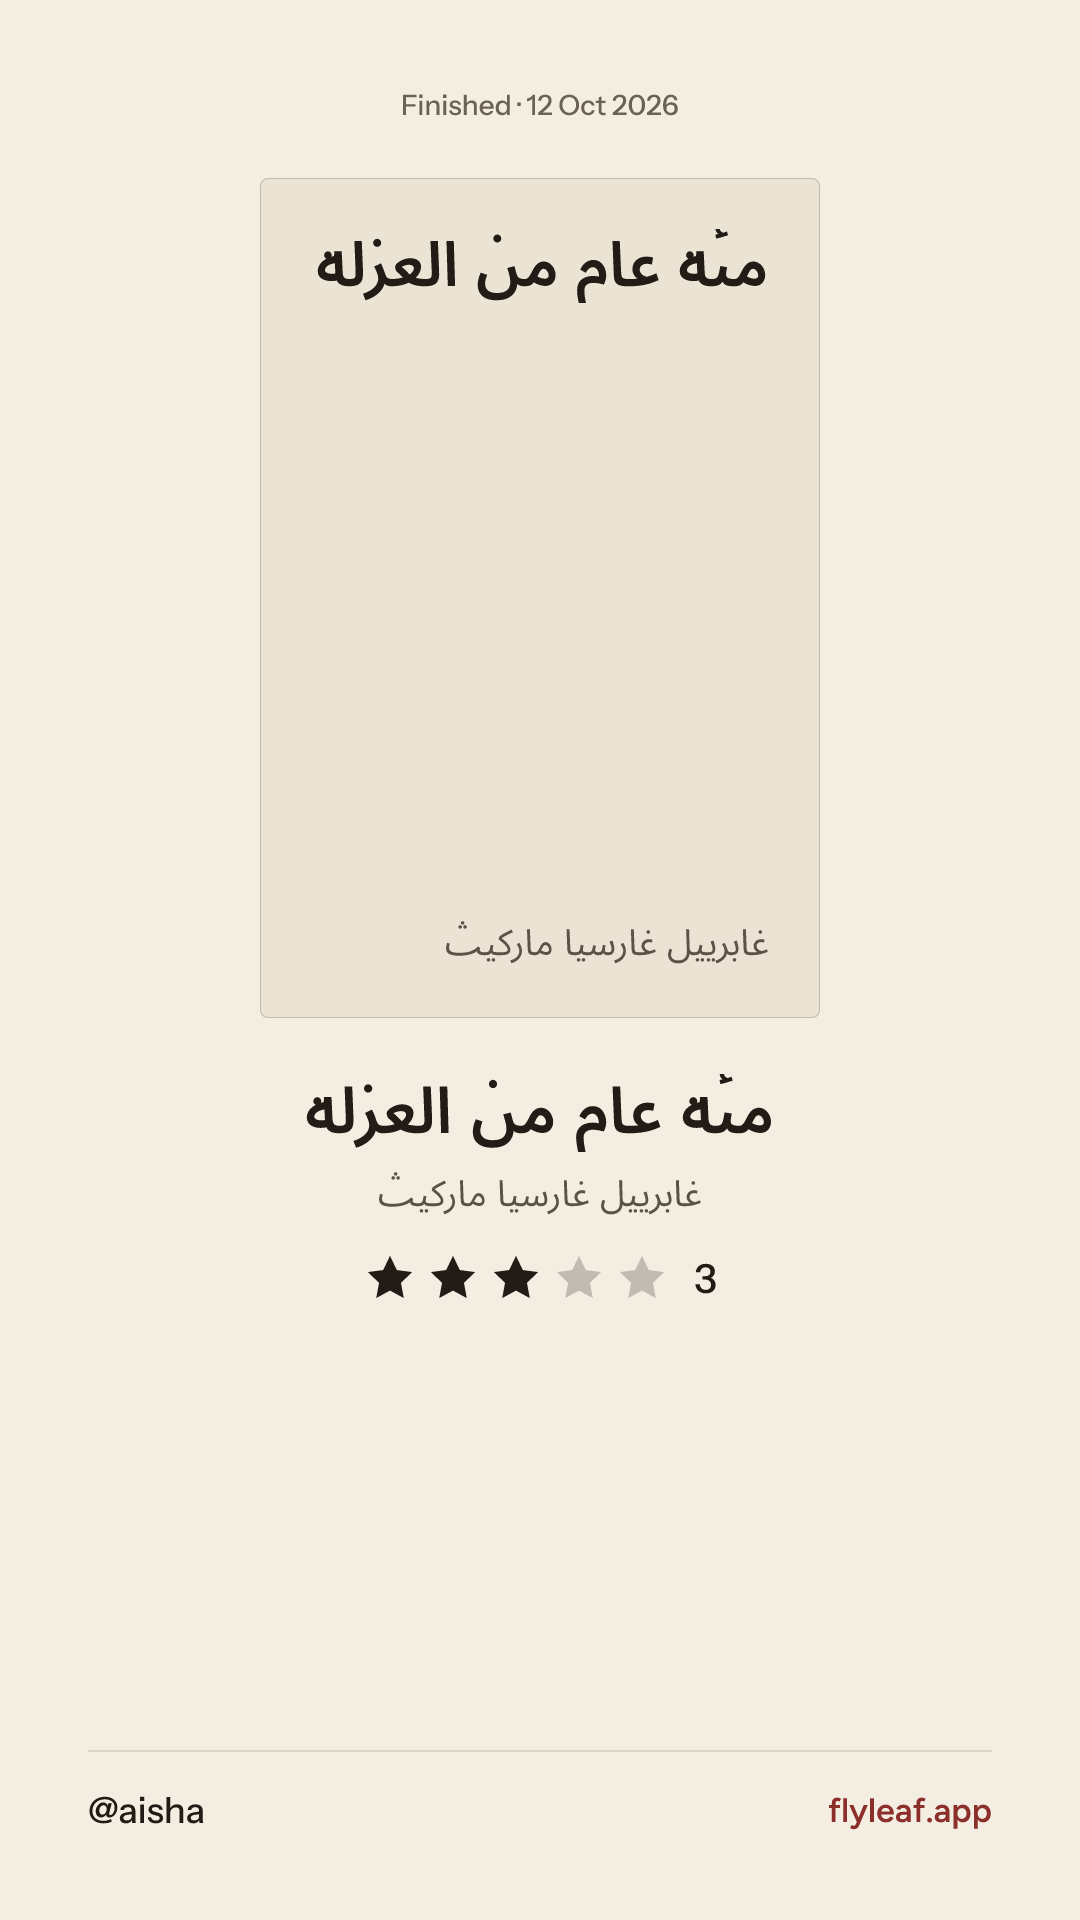 Finished · 12 Oct 2026
مئة عام من العزلة
غابرييل غارسيا ماركيث
مئة عام من العزلة
غابرييل غارسيا ماركيث
3
@aisha
flyleaf.app